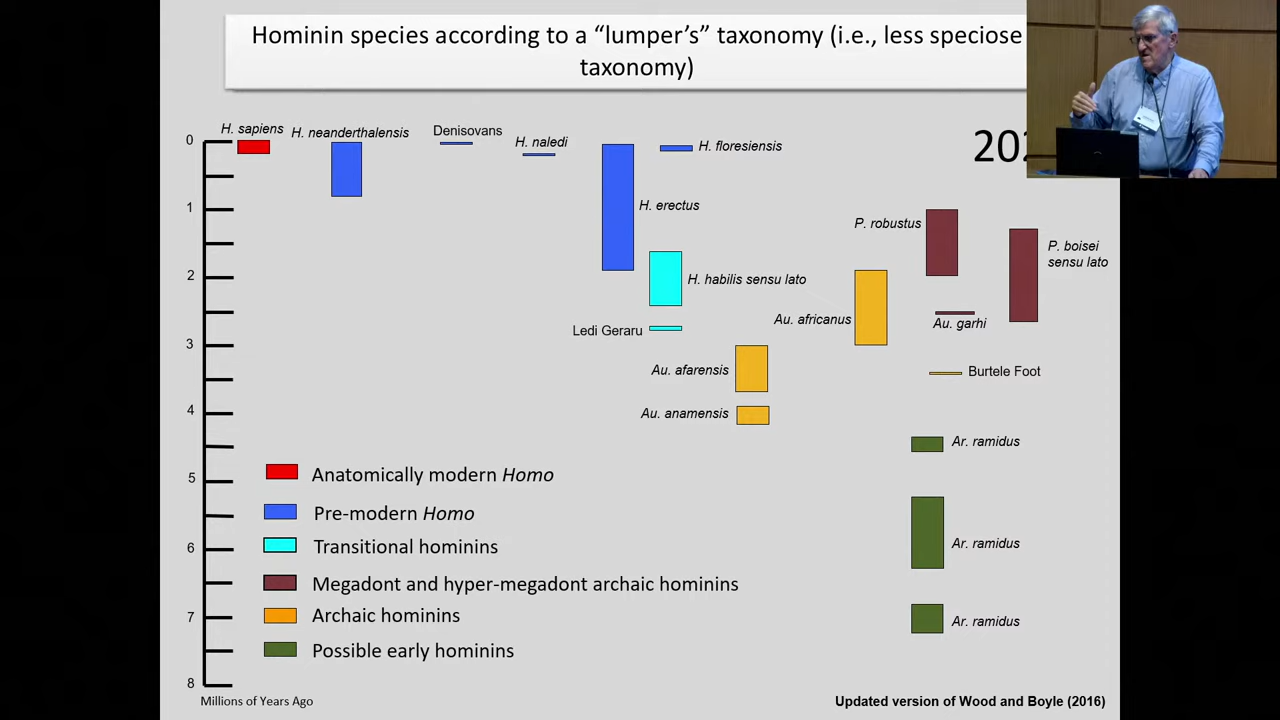 Hominin species according to a “lumper’s” taxonomy (i.e., less speciose
taxonomy)
H. sapiens
H. neanderthalensis
Denisovans
H. naledi
H. floresiensis
H. erectus
P. robustus
P. boisei
sensu lato
H. habilis sensu lato
Au. africanus
Au. garhi
Ledi Geraru
Au. afarensis
Burtele Foot
Au. anamensis
Ar. ramidus
Ar. ramidus
Ar. ramidus
0
1
2
3
4
5
6
7
8
Anatomically modern Homo
Pre-modern Homo
Transitional hominins
Megadont and hyper-megadont archaic hominins
Archaic hominins
Possible early hominins
Millions of Years Ago
Updated version of Wood and Boyle (2016)